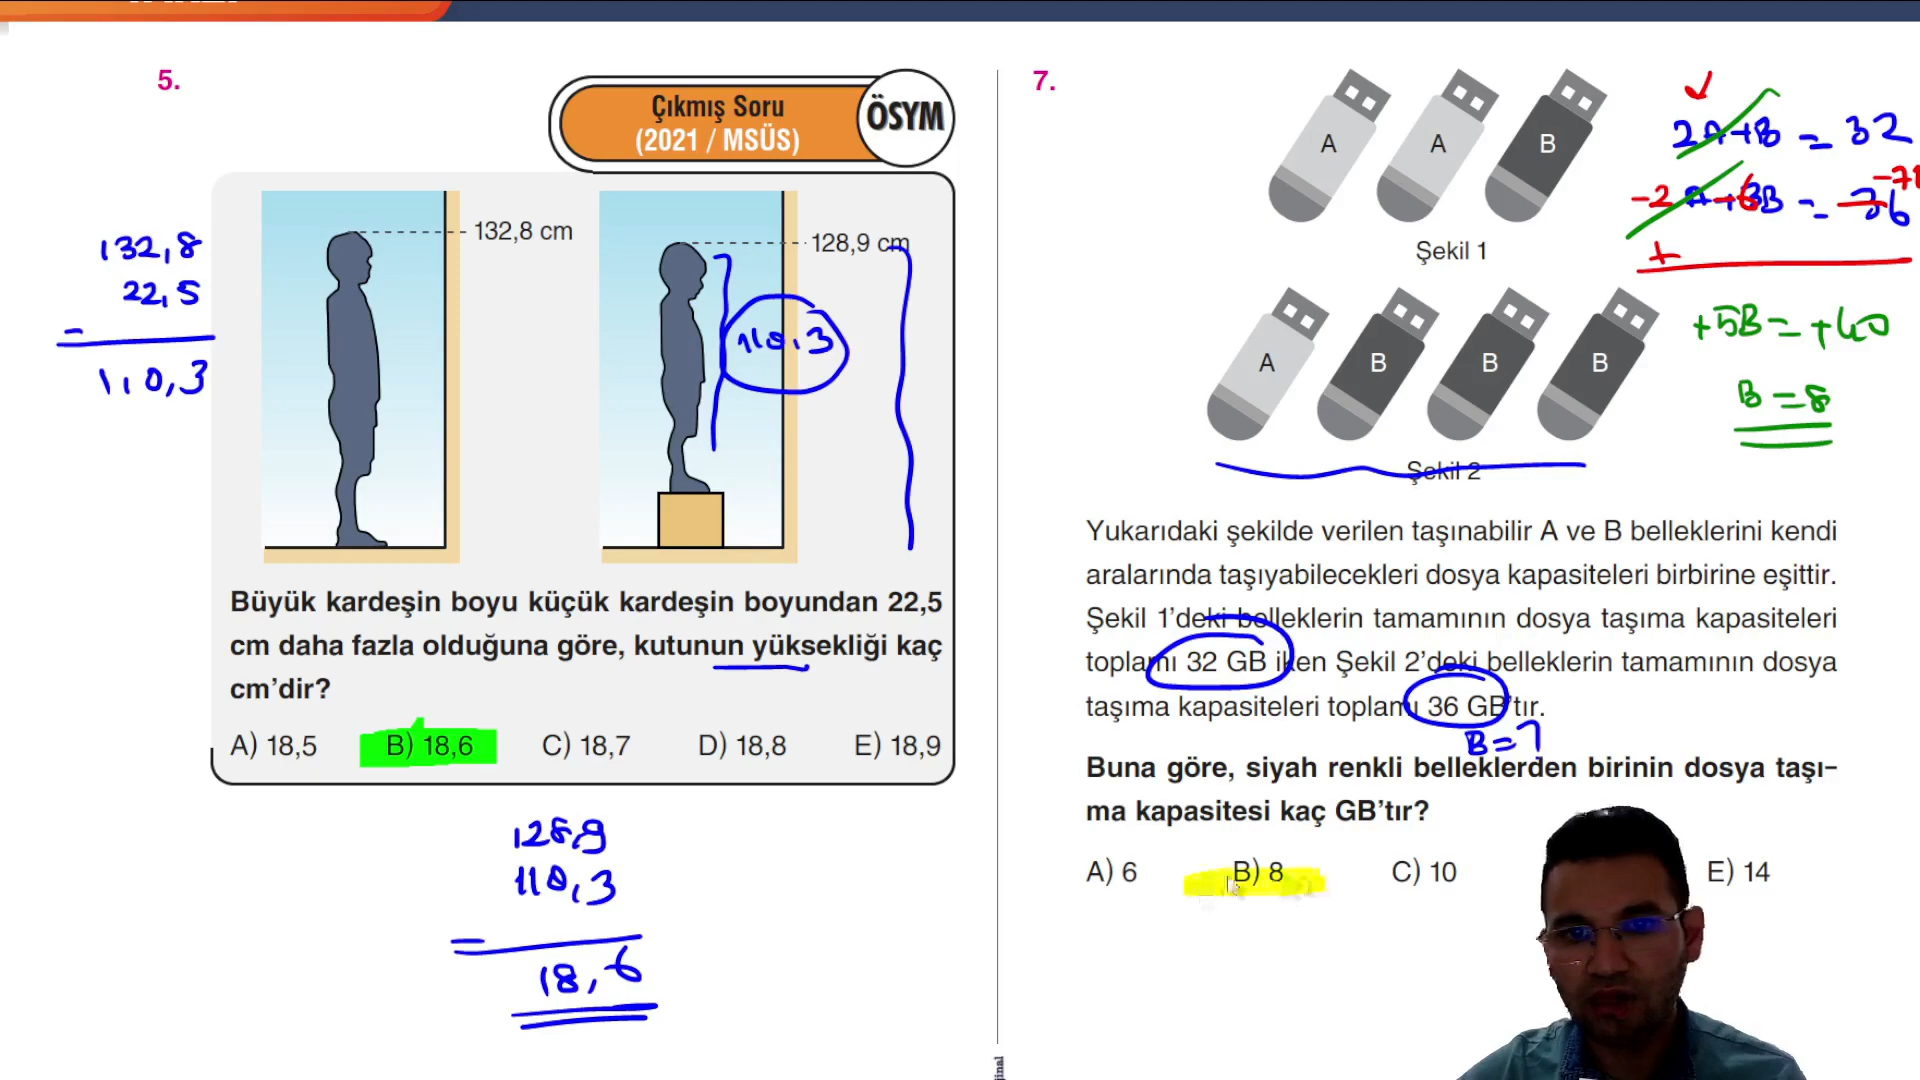 5.
Çıkmış Soru
(2021 / MSÜS)
ÖSYM
132,8 cm
128,9 cm
132,8
22,5
-
110,3
110,3
Büyük kardeşin boyu küçük kardeşin boyundan 22,5
cm daha fazla olduğuna göre, kutunun yüksekliği kaç
cm'dir?
A) 18,5
B) 18,6
C) 18,7
D) 18,8
E) 18,9
128,9
110,3
-
18,6
7.
A
A
B
Şekil 1
A
B
B
B
Şekil 2
2A+B = 32
+
+5B = +40
B = 8
Yukarıdaki şekilde verilen taşınabilir A ve B belleklerini kendi
aralarında taşıyabilecekleri dosya kapasiteleri birbirine eşittir.
Şekil 1'deki belleklerin tamamının dosya taşıma kapasiteleri
toplamı 32 GB iken Şekil 2'deki belleklerin tamamının dosya
taşıma kapasiteleri toplamı 36 GB'tır.
B=?
Buna göre, siyah renkli belleklerden birinin dosya taşı-
ma kapasitesi kaç GB'tır?
A) 6
B) 8
C) 10
E) 14